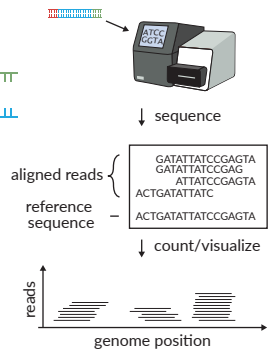 ATCC
GGTA
sequence
aligned reads
GATATTATCCGAGTA
GATATTATCCGAG
ATTATCCGAGTA
ACTGATATTATC
reference
sequence
ACTGATATTATCCGAGTA
count/visualize
reads
genome position